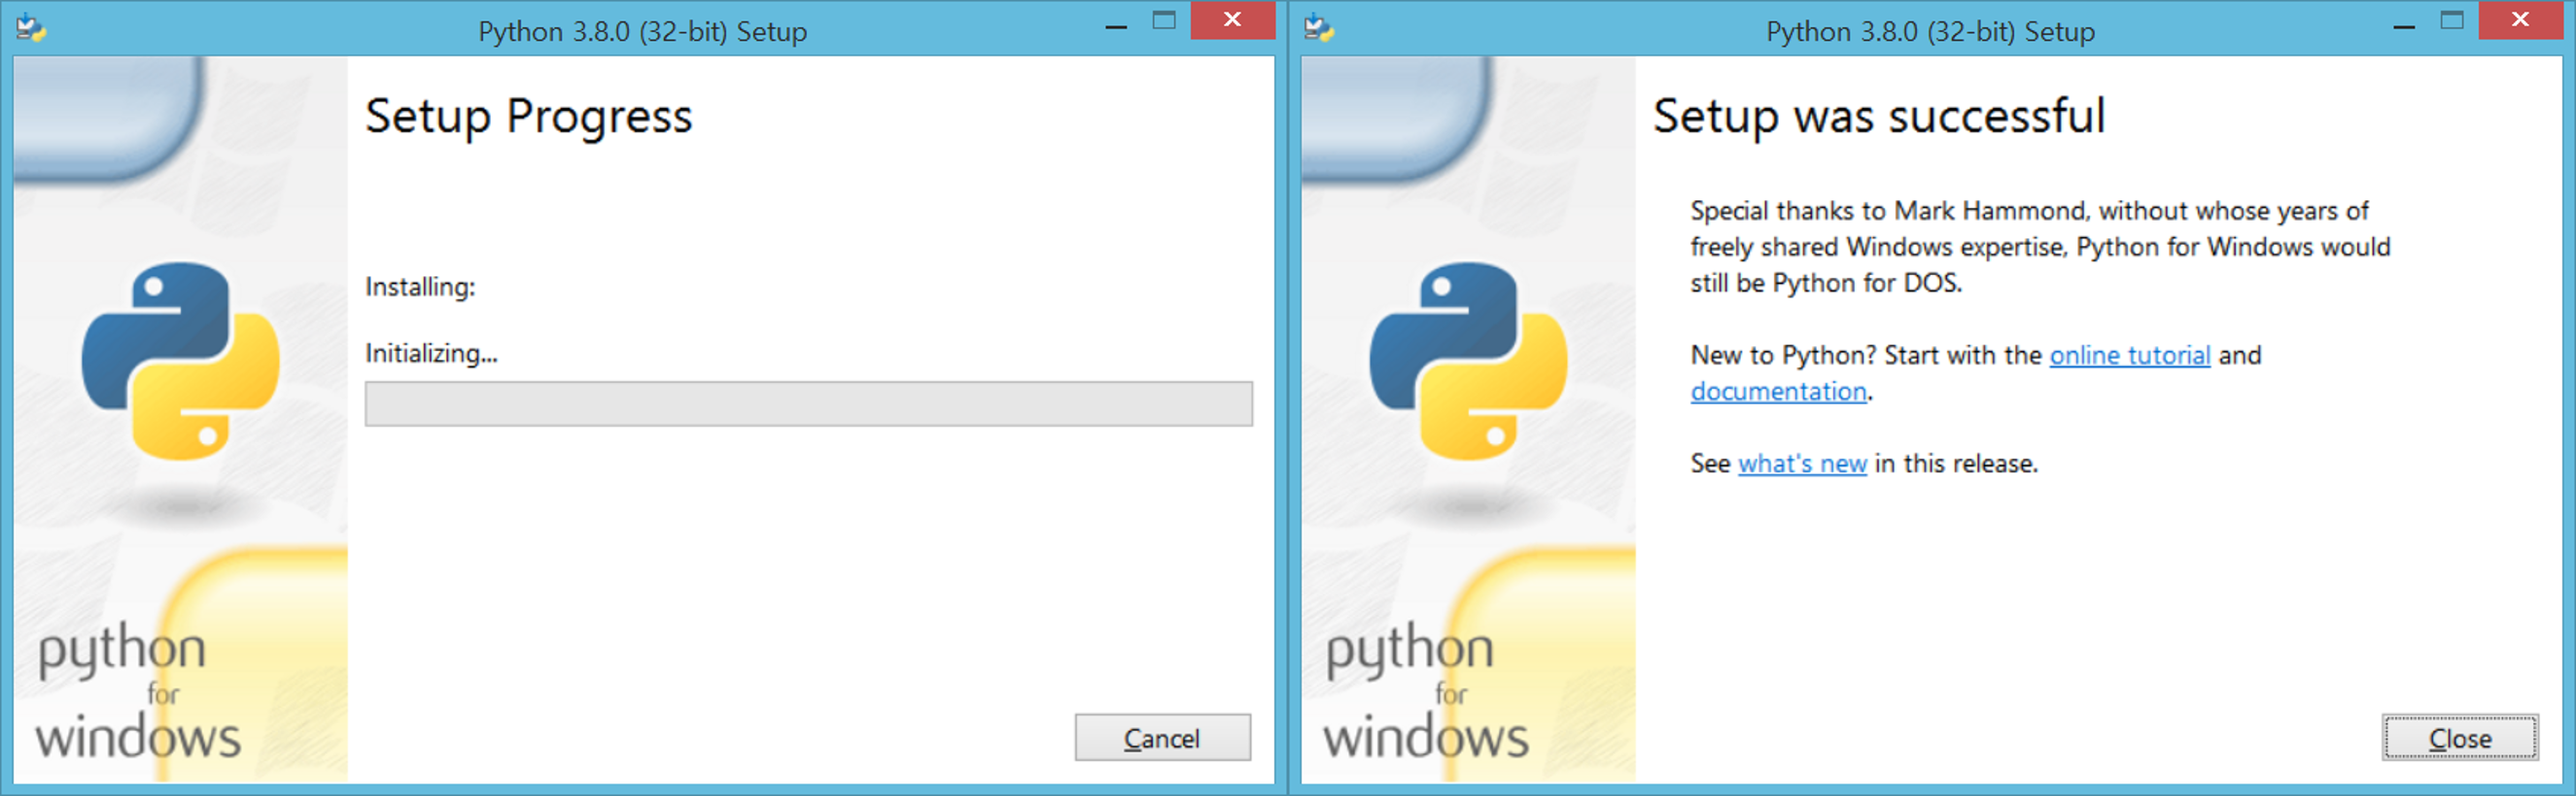 Python 3.8.0 (32-bit) Setup
Setup Progress
Installing:
Initializing...
python
for
windows
Cancel
Python 3.8.0 (32-bit) Setup
Setup was successful
Special thanks to Mark Hammond, without whose years of
freely shared Windows expertise, Python for Windows would
still be Python for DOS.
New to Python? Start with the online tutorial and
documentation.
See what's new in this release.
python
for
windows
Close